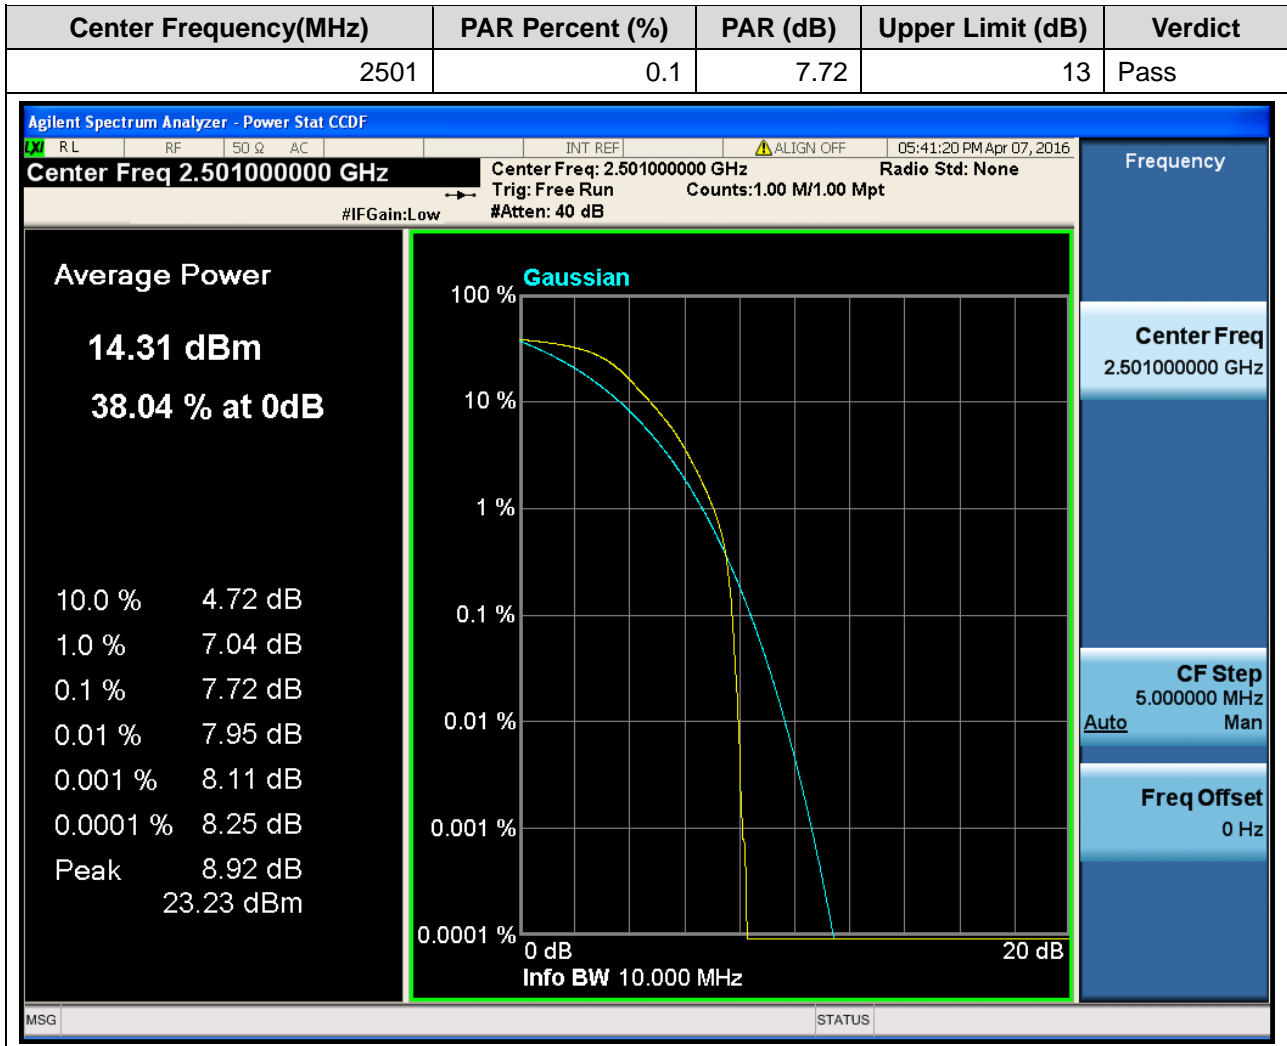 Center Frequency(MHz) PAR Percent (%) PAR (dB) Upper Limit (dB) Verdict
2501 0.1 7.72 13 Pass
Agilent Spectrum Analyzer - Power Stat CCDF
LXI RL RF 50 Ω AC INT REF ALIGN OFF 05:41:20 PM Apr 07, 2016
Center Freq 2.501000000 GHz
Center Freq: 2.501000000 GHz Radio Std: None
Trig: Free Run Counts:1.00 M/1.00 Mpt
#IFGain:Low #Atten: 40 dB
Average Power
14.31 dBm
38.04 % at 0dB
10.0 % 4.72 dB
1.0 % 7.04 dB
0.1 % 7.72 dB
0.01 % 7.95 dB
0.001 % 8.11 dB
0.0001 % 8.25 dB
Peak 8.92 dB
23.23 dBm
Gaussian
100 %
10 %
1 %
0.1 %
0.01 %
0.001 %
0.0001 %
0 dB 20 dB
Info BW 10.000 MHz
Frequency
Center Freq
2.501000000 GHz
CF Step
5.000000 MHz
Auto Man
Freq Offset
0 Hz
MSG STATUS